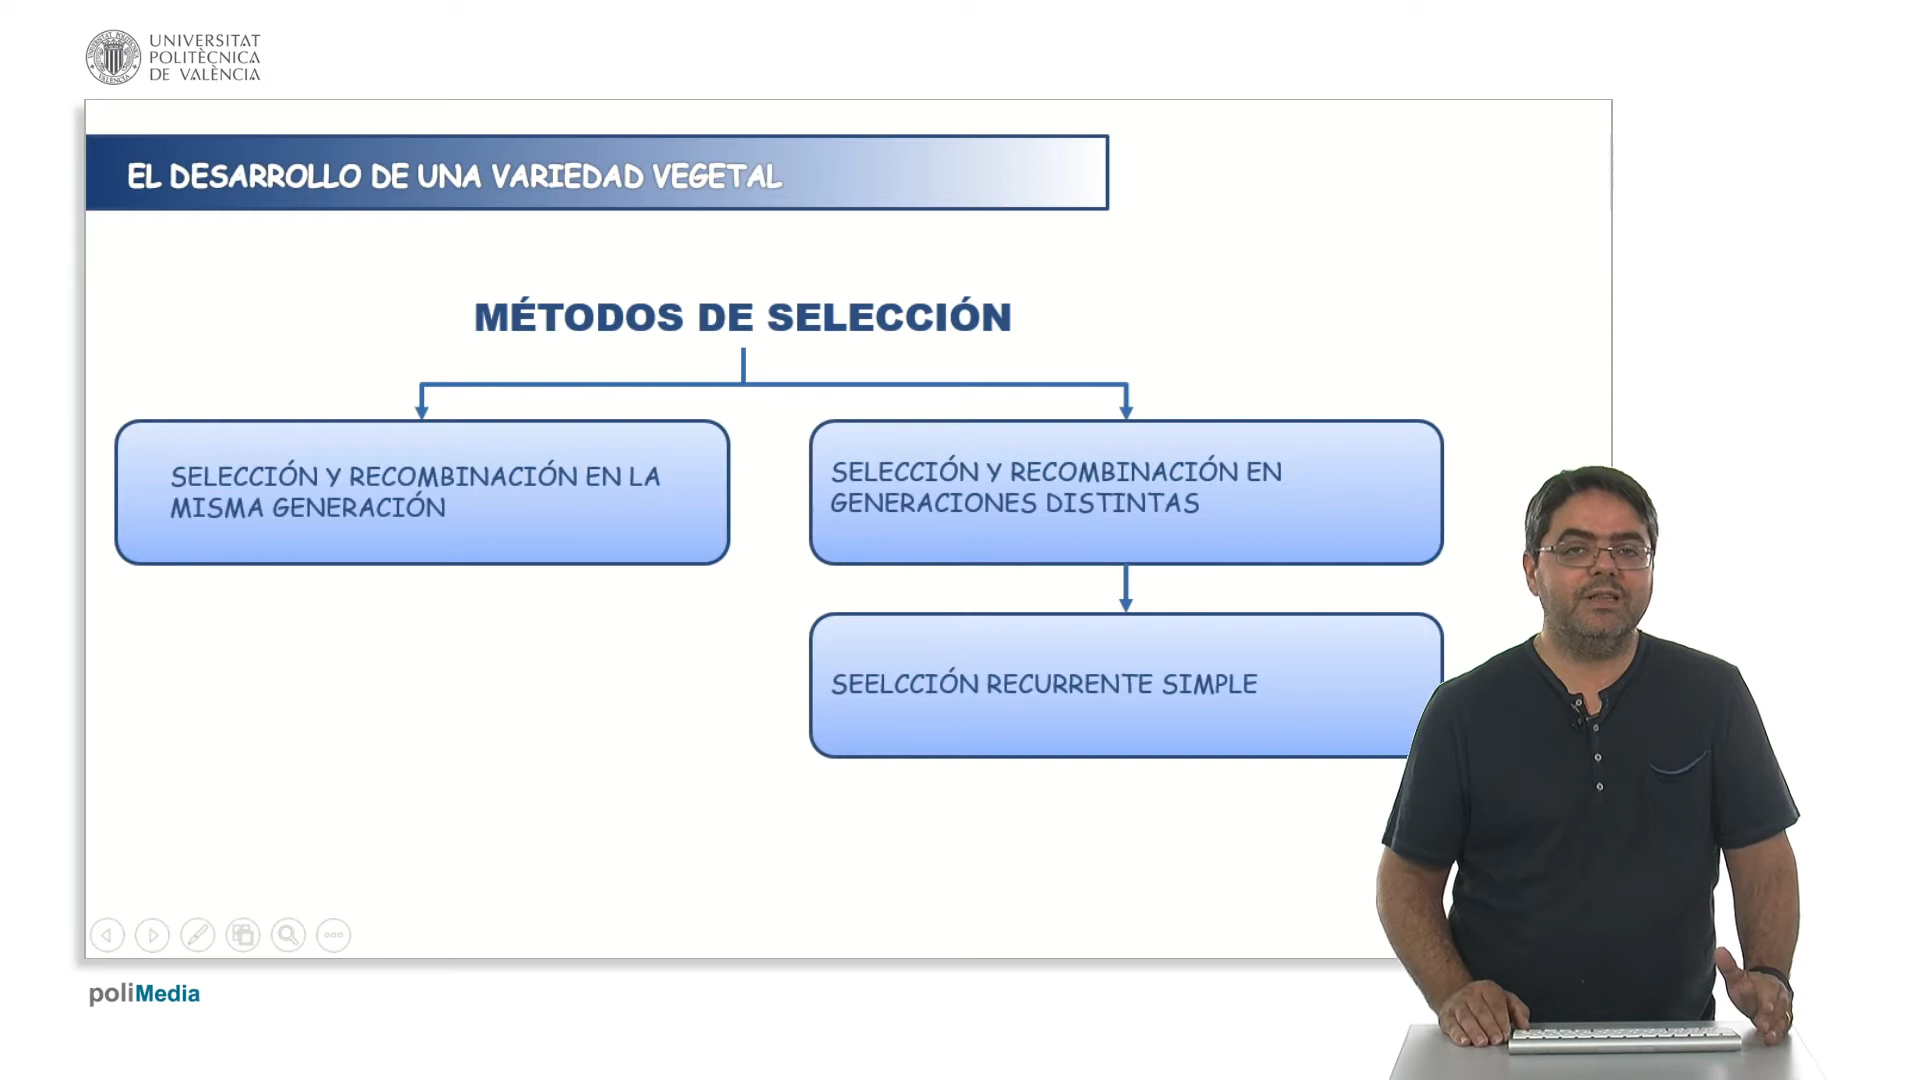 UNIVERSITAT
POLITÈCNICA
DE VALÈNCIA
EL DESARROLLO DE UNA VARIEDAD VEGETAL
MÉTODOS DE SELECCIÓN
SELECCIÓN Y RECOMBINACIÓN EN LA
MISMA GENERACIÓN
SELECCIÓN Y RECOMBINACIÓN EN
GENERACIONES DISTINTAS
SEELCCIÓN RECURRENTE SIMPLE
poliMedia